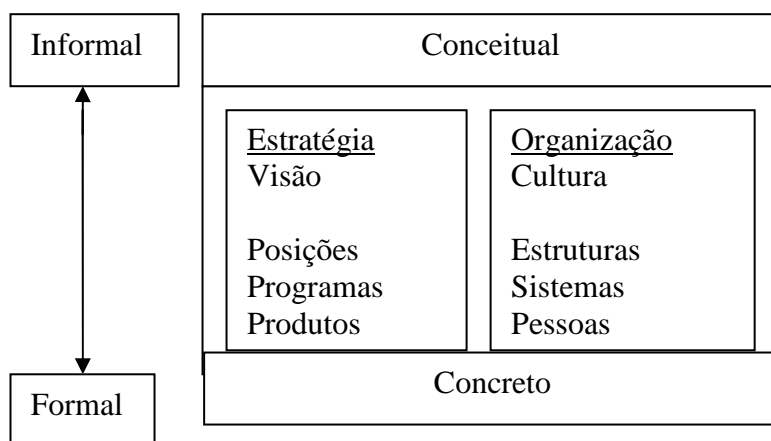 Informal
Conceitual
Estratégia
Visão
Posições
Programas
Produtos
Organização
Cultura
Estruturas
Sistemas
Pessoas
Concreto
Formal